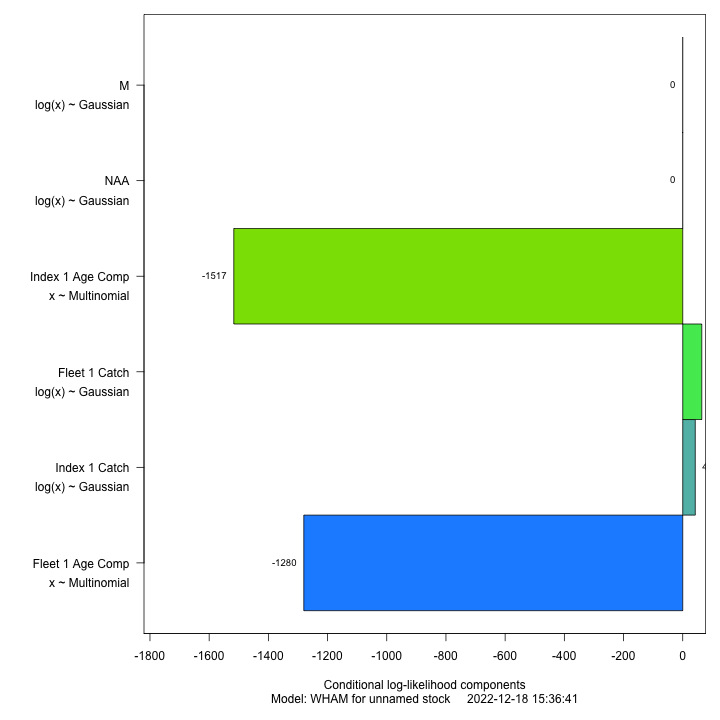 M
log(x) ~ Gaussian
0
NAA
log(x) ~ Gaussian
0
Index 1 Age Comp
x ~ Multinomial
-1517
Fleet 1 Catch
log(x) ~ Gaussian
Index 1 Catch
log(x) ~ Gaussian
Fleet 1 Age Comp
x ~ Multinomial
-1280
-1800 -1600 -1400 -1200 -1000 -800 -600 -400 -200 0
Conditional log-likelihood components
Model: WHAM for unnamed stock 2022-12-18 15:36:41